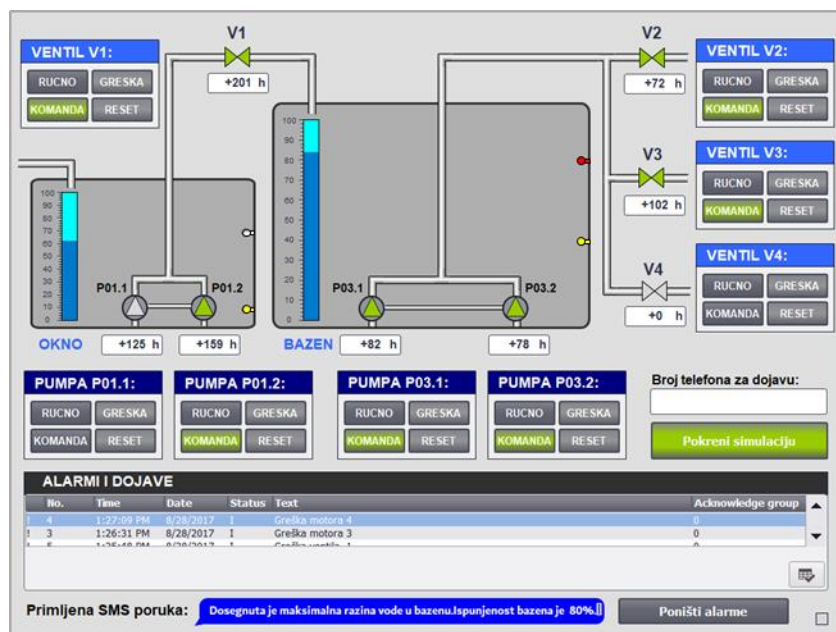 V1
V2
VENTIL V1:
RUCNO GRESKA
KOMANDA RESET
+201 h
+72 h
VENTIL V2:
RUCNO GRESKA
KOMANDA RESET
100
90
80
70
60
50
40
30
20
10
0
V3
+102 h
VENTIL V3:
RUCNO GRESKA
KOMANDA RESET
100
90
80
70
60
50
40
30
20
10
0
P01.1
P01.2
P03.1
P03.2
V4
+0 h
VENTIL V4:
RUCNO GRESKA
KOMANDA RESET
OKNO +125 h +159 h BAZEN +82 h +78 h
PUMPA P01.1:
RUCNO GRESKA
KOMANDA RESET
PUMPA P01.2:
RUCNO GRESKA
KOMANDA RESET
PUMPA P03.1:
RUCNO GRESKA
KOMANDA RESET
PUMPA P03.2:
RUCNO GRESKA
KOMANDA RESET
Broj telefona za dojavu:
Pokreni simulaciju
ALARMI I DOJAVE
No. Time Date Status Text Acknowledge group
! 4 1:27:09 PM 8/28/2017 I Greška motora 4 0
! 3 1:26:31 PM 8/28/2017 I Greška motora 3 0
Primljena SMS poruka: Dosegnuta je maksimalna razina vode u bazenu.Ispunjenost bazena je 80%. Poništi alarme